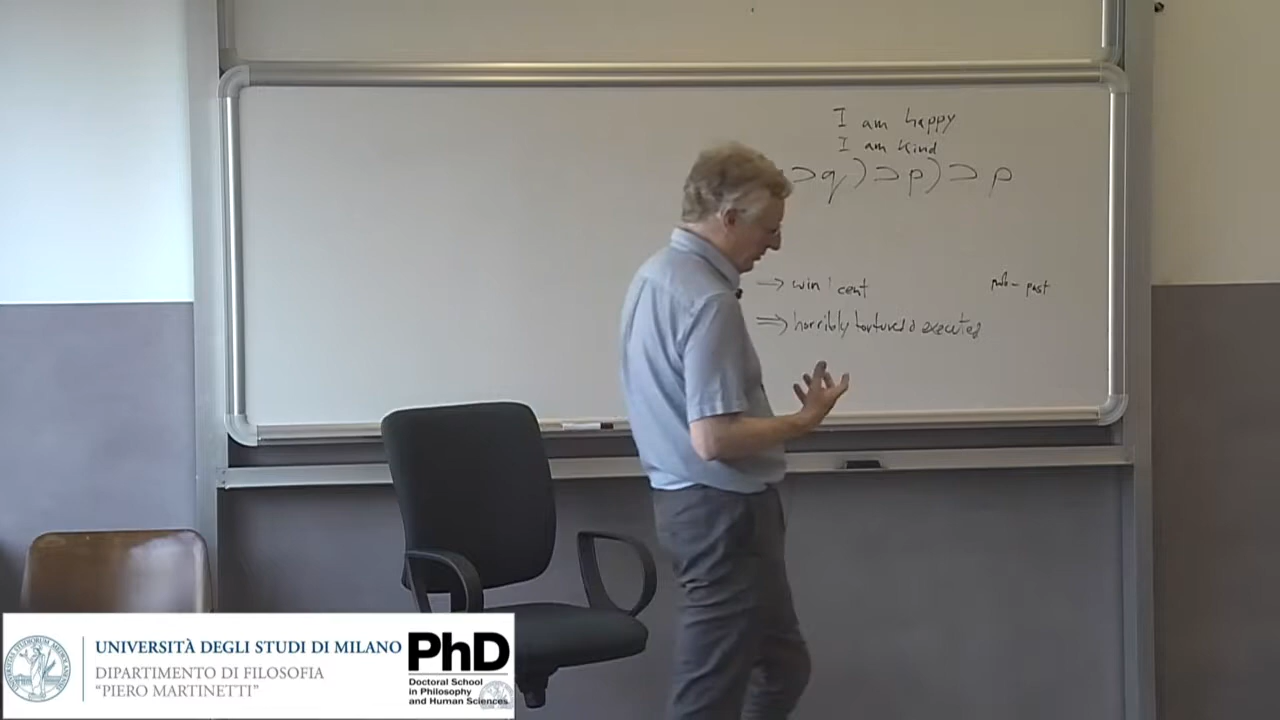 I am happy
I am kind
⊃ q) ⊃ p) ⊃ p
→ win 1 cent
⇒ horribly tortured & executed
UNIVERSITÀ DEGLI STUDI DI MILANO
DIPARTIMENTO DI FILOSOFIA
"PIERO MARTINETTI"
PhD
Doctoral School
in Philosophy
and Human Sciences